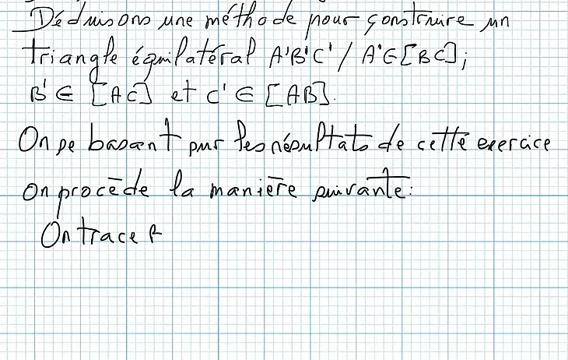 Déduisons une méthode pour construire un
triangle équilatéral A'B'C' / A'∈[BC];
B'∈ [AC] et C'∈ [AB].
On se basant sur les résultats de cette exercice
on procède la manière suivante:
On trace